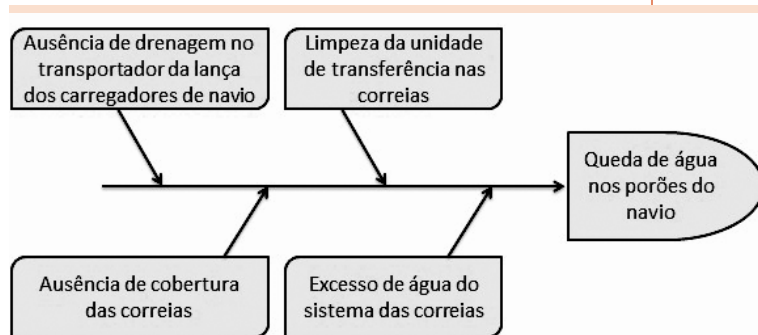 Ausência de drenagem no
transportador da lança
dos carregadores de navio
Limpeza da unidade
de transferência nas
correias
Queda de água
nos porões do
navio
Ausência de cobertura
das correias
Excesso de água do
sistema das correias